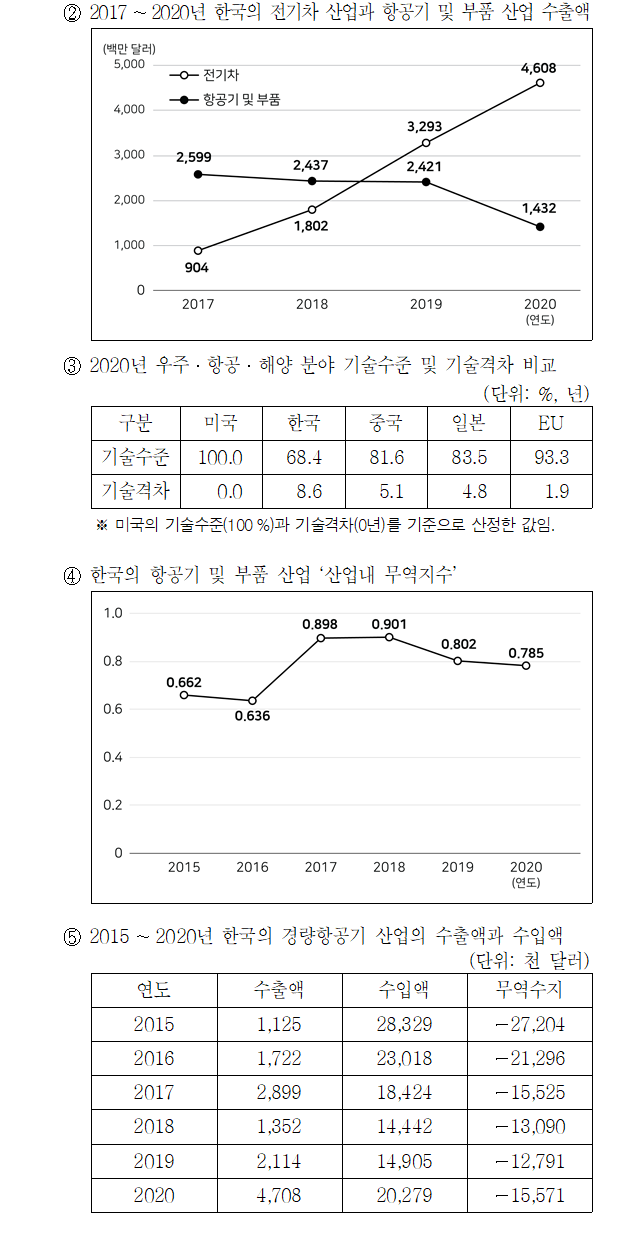 ② 2017 ~ 2020년 한국의 전기차 산업과 항공기 및 부품 산업 수출액
(백만 달러)
5,000
4,000
3,000
2,000
1,000
0
전기차
항공기 및 부품
4,608
3,293
2,599
2,437
2,421
1,802
1,432
904
2017 2018 2019 2020
(연도)
③ 2020년 우주 · 항공 · 해양 분야 기술수준 및 기술격차 비교
(단위: %, 년)
구분 미국 한국 중국 일본 EU
기술수준 100.0 68.4 81.6 83.5 93.3
기술격차 0.0 8.6 5.1 4.8 1.9
※ 미국의 기술수준(100 %)과 기술격차(0년)를 기준으로 산정한 값임.
④ 한국의 항공기 및 부품 산업 ‘산업내 무역지수’
1.0
0.8
0.6
0.4
0.2
0
0.662
0.636
0.898
0.901
0.802
0.785
2015 2016 2017 2018 2019 2020
(연도)
⑤ 2015 ~ 2020년 한국의 경량항공기 산업의 수출액과 수입액
(단위: 천 달러)
연도 수출액 수입액 무역수지
2015 1,125 28,329 −27,204
2016 1,722 23,018 −21,296
2017 2,899 18,424 −15,525
2018 1,352 14,442 −13,090
2019 2,114 14,905 −12,791
2020 4,708 20,279 −15,571